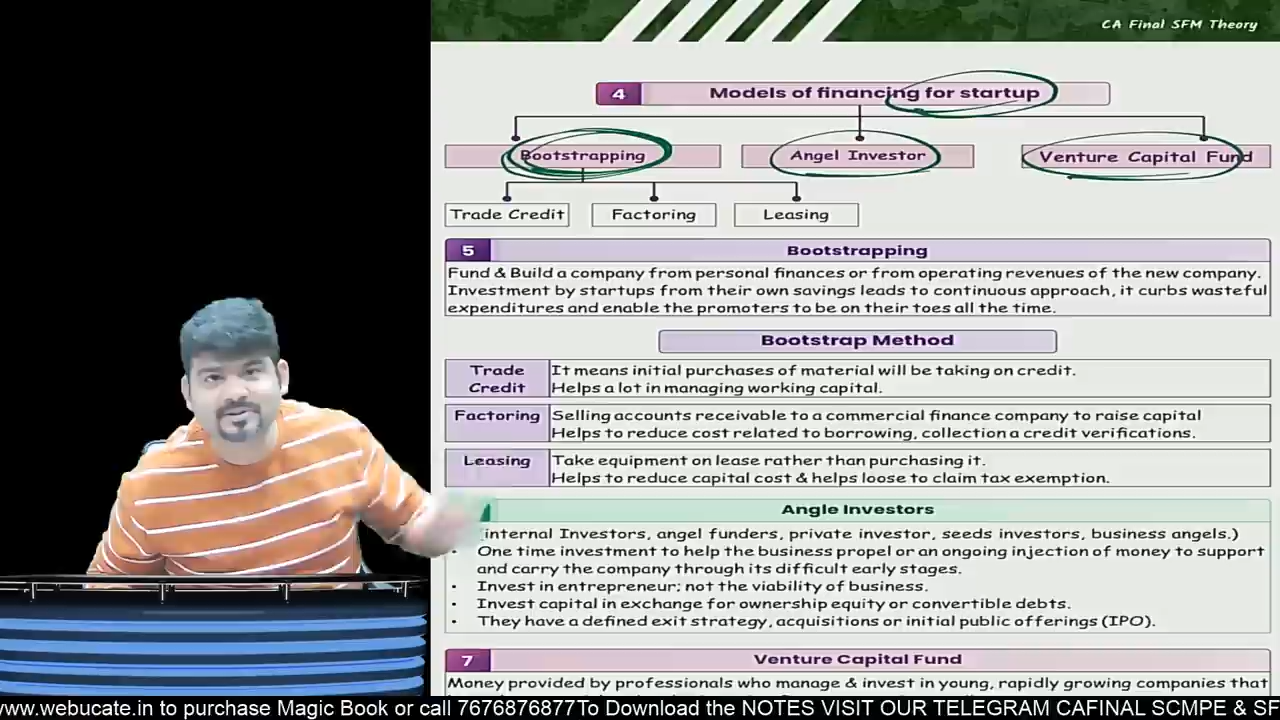 CA Final SFM Theory
4 Models of financing for startup
Bootstrapping Angel Investor Venture Capital Fund
Trade Credit Factoring Leasing
5 Bootstrapping
Fund & Build a company from personal finances or from operating revenues of the new company.
Investment by startups from their own savings leads to continuous approach, it curbs wasteful
expenditures and enable the promoters to be on their toes all the time.
Bootstrap Method
Trade It means initial purchases of material will be taking on credit.
Credit Helps a lot in managing working capital.
Factoring Selling accounts receivable to a commercial finance company to raise capital
Helps to reduce cost related to borrowing, collection a credit verifications.
Leasing Take equipment on lease rather than purchasing it.
Helps to reduce capital cost & helps loose to claim tax exemption.
Angle Investors
(internal Investors, angel funders, private investor, seeds investors, business angels.)
• One time investment to help the business propel or an ongoing injection of money to support
and carry the company through its difficult early stages.
• Invest in entrepreneur; not the viability of business.
• Invest capital in exchange for ownership equity or convertible debts.
• They have a defined exit strategy, acquisitions or initial public offerings (IPO).
7 Venture Capital Fund
Money provided by professionals who manage & invest in young, rapidly growing companies that
www.webucate.in to purchase Magic Book or call 7676876877To Download the NOTES VISIT OUR TELEGRAM CAFINAL SCMPE & SF